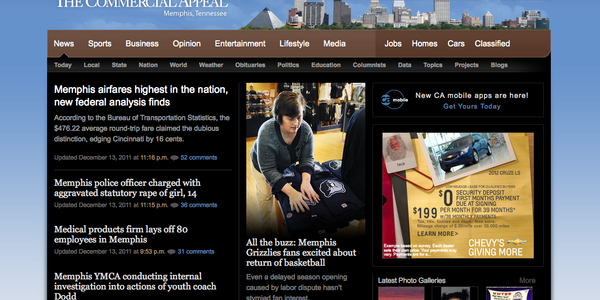 THE COMMERCIAL APPEAL
Memphis, Tennessee
News Sports Business Opinion Entertainment Lifestyle Media Jobs Homes Cars Classified
Today Local State Nation World Weather Obituaries Politics Education Columnists Data Topics Projects Blogs
Memphis airfares highest in the nation,
new federal analysis finds
According to the Bureau of Transportation Statistics, the
$476.22 average round-trip fare claimed the dubious
distinction, edging Cincinnati by 16 cents.
Updated December 13, 2011 at 11:16 p.m. 52 comments
Memphis police officer charged with
aggravated statutory rape of girl, 14
Updated December 13, 2011 at 11:15 p.m. 36 comments
Medical products firm lays off 80
employees in Memphis
Updated December 13, 2011 at 9:53 p.m. 31 comments
Memphis YMCA conducting internal
investigation into actions of youth coach
Dodd
All the buzz: Memphis
Grizzlies fans excited about
return of basketball
Even a delayed season opening
caused by labor dispute hasn't
stymied fan interest.
mobile
New CA mobile apps are here!
Get Yours Today
2012 CRUZE LS
$0 SECURITY DEPOSIT
FIRST MONTHS PAYMENT
DUE AT SIGNING
$199 PER MONTH FOR 39 MONTHS*
W/ 36 MONTHLY PAYMENTS
LEARN MORE >
CHEVY'S
GIVING MORE
Latest Photo Galleries More